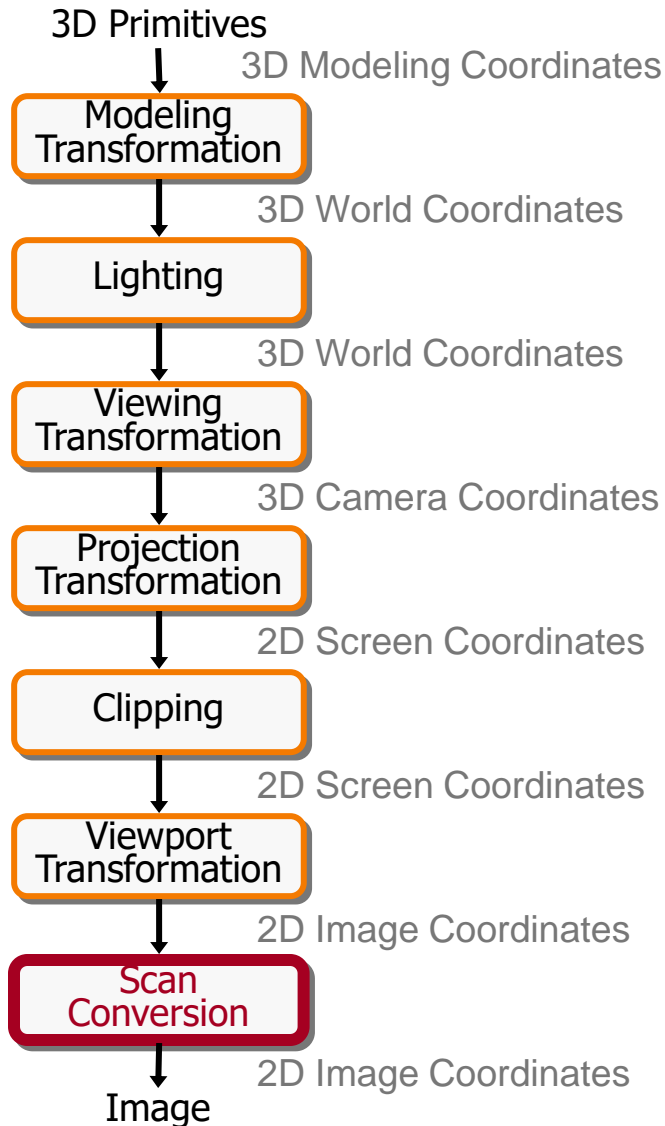 3D Primitives
3D Modeling Coordinates
Modeling
Transformation
3D World Coordinates
Lighting
3D World Coordinates
Viewing
Transformation
3D Camera Coordinates
Projection
Transformation
2D Screen Coordinates
Clipping
2D Screen Coordinates
Viewport
Transformation
2D Image Coordinates
Scan
Conversion
2D Image Coordinates
Image